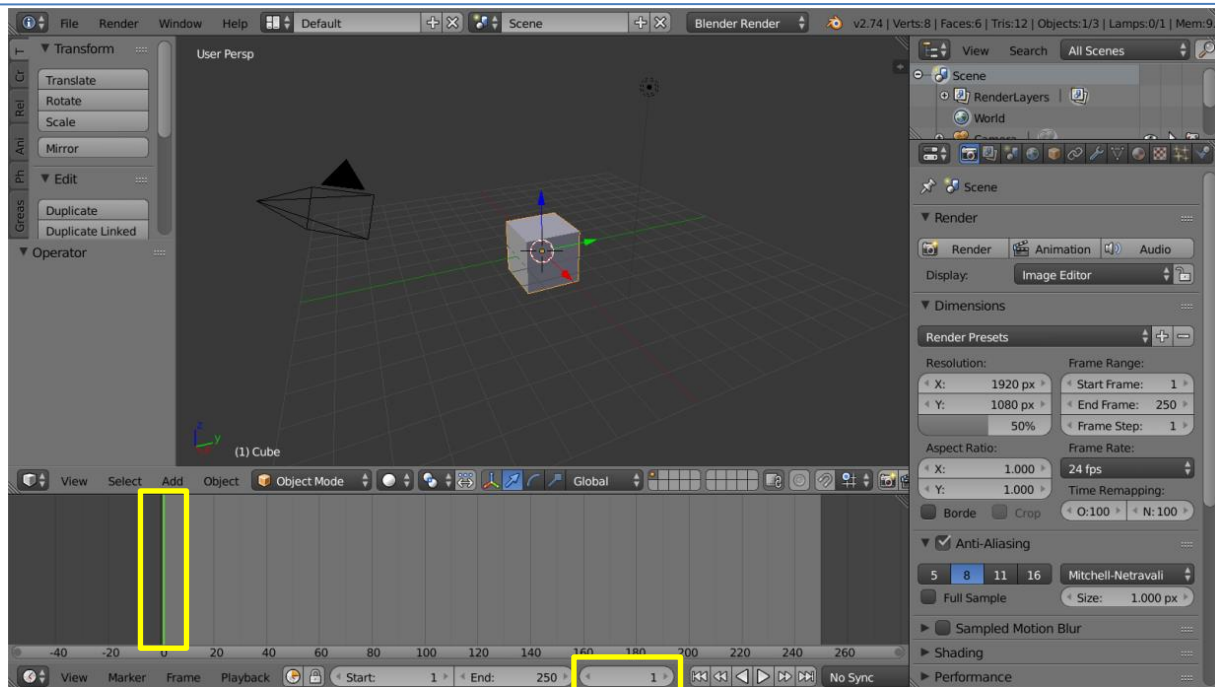 File Render Window Help Default Scene Blender Render v2.74 | Verts:8 | Faces:6 | Tris:12 | Objects:1/3 | Lamps:0/1 | Mem:9.
T
Cr
Rel
Ani
Ph
Greas
Transform
Translate
Rotate
Scale
Mirror
Edit
Duplicate
Duplicate Linked
Operator
User Persp
z
y
(1) Cube
View Select Add Object Object Mode Global
-40 -20 0 20 40 60 80 100 120 140 160 180 200 220 240 260
View Marker Frame Playback Start: 1 End: 250 1 No Sync
View Search All Scenes
Scene
RenderLayers
World
Camera
Scene
Render
Render Animation Audio
Display: Image Editor
Dimensions
Render Presets
Resolution: Frame Range:
X: 1920 px Start Frame: 1
Y: 1080 px End Frame: 250
50% Frame Step: 1
Aspect Ratio: Frame Rate:
X: 1.000 24 fps
Y: 1.000 Time Remapping:
Borde Crop O:100 N:100
Anti-Aliasing
5 8 11 16 Mitchell-Netravali
Full Sample Size: 1.000 px
Sampled Motion Blur
Shading
Performance